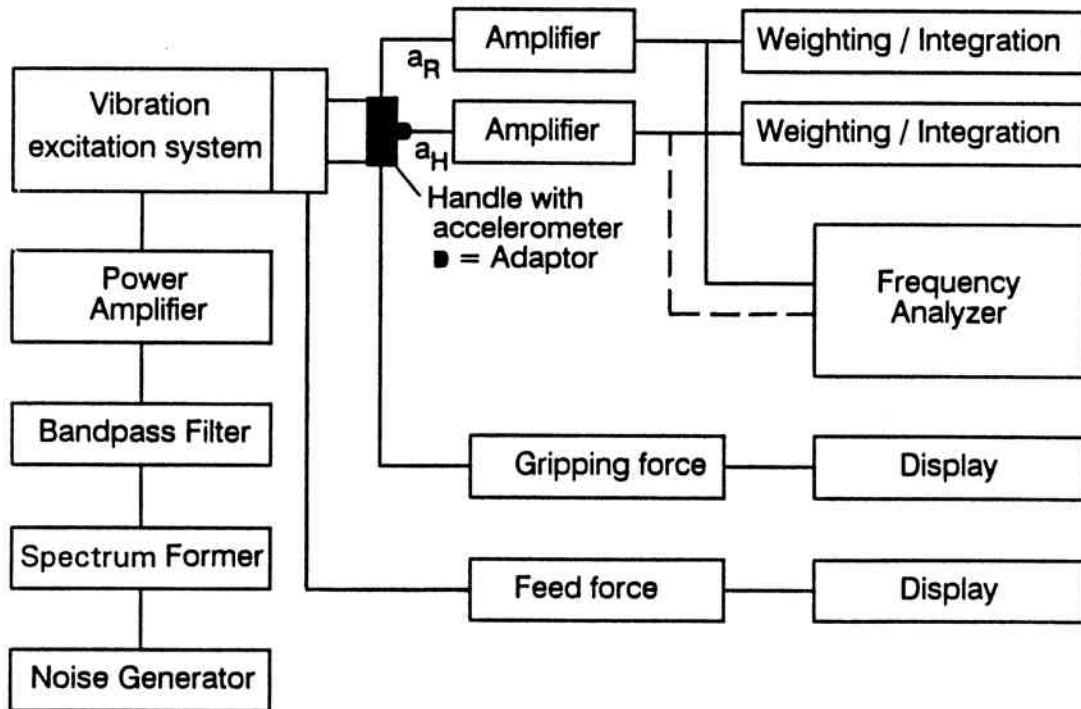 Vibration
excitation system
Power
Amplifier
Bandpass Filter
Spectrum Former
Noise Generator
a_R
a_H
Amplifier
Amplifier
Handle with
accelerometer
= Adaptor
Weighting / Integration
Weighting / Integration
Frequency
Analyzer
Gripping force
Display
Feed force
Display